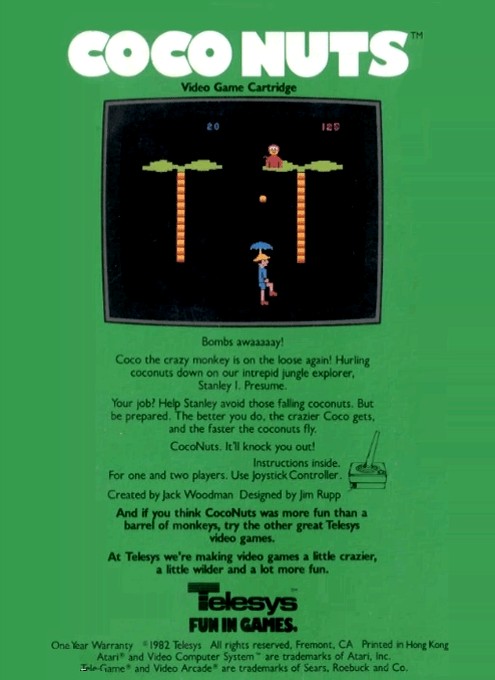 COCO NUTS™
Video Game Cartridge
20 125
Bombs awaaaaay!
Coco the crazy monkey is on the loose again! Hurling
coconuts down on our intrepid jungle explorer,
Stanley I. Presume.
Your job? Help Stanley avoid those falling coconuts. But
be prepared. The better you do, the crazier Coco gets,
and the faster the coconuts fly.
CocoNuts. It'll knock you out!
Instructions inside.
For one and two players. Use Joystick Controller.
Created by Jack Woodman Designed by Jim Rupp
And if you think CocoNuts was more fun than a
barrel of monkeys, try the other great Telesys
video games.
At Telesys we're making video games a little crazier,
a little wilder and a lot more fun.
Telesys™
FUN IN GAMES.
One Year Warranty ©1982 Telesys All rights reserved, Fremont, CA Printed in Hong Kong
Atari® and Video Computer System™ are trademarks of Atari, Inc.
Tele-Game® and Video Arcade® are trademarks of Sears, Roebuck and Co.